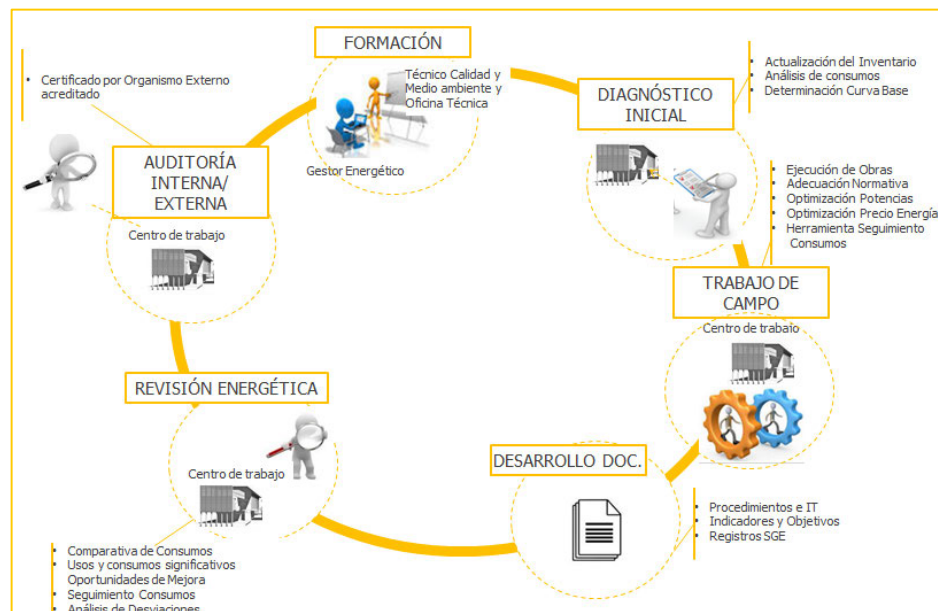 FORMACIÓN
Técnico Calidad y
Medio ambiente y
Oficina Técnica
Gestor Energético
DIAGNÓSTICO
INICIAL
• Actualización del Inventario
• Análisis de consumos
• Determinación Curva Base
• Ejecución de Obras
• Adecuación Normativa
• Optimización Potencias
• Optimización Precio Energía
• Herramienta Seguimiento
Consumos
TRABAJO DE
CAMPO
Centro de trabajo
DESARROLLO DOC.
• Procedimientos e IT
• Indicadores y Objetivos
• Registros SGE
REVISIÓN ENERGÉTICA
Centro de trabajo
• Comparativa de Consumos
• Usos y consumos significativos
Oportunidades de Mejora
• Seguimiento Consumos
• Análisis de Desviaciones
AUDITORÍA
INTERNA/
EXTERNA
Centro de trabajo
• Certificado por Organismo Externo
acreditado